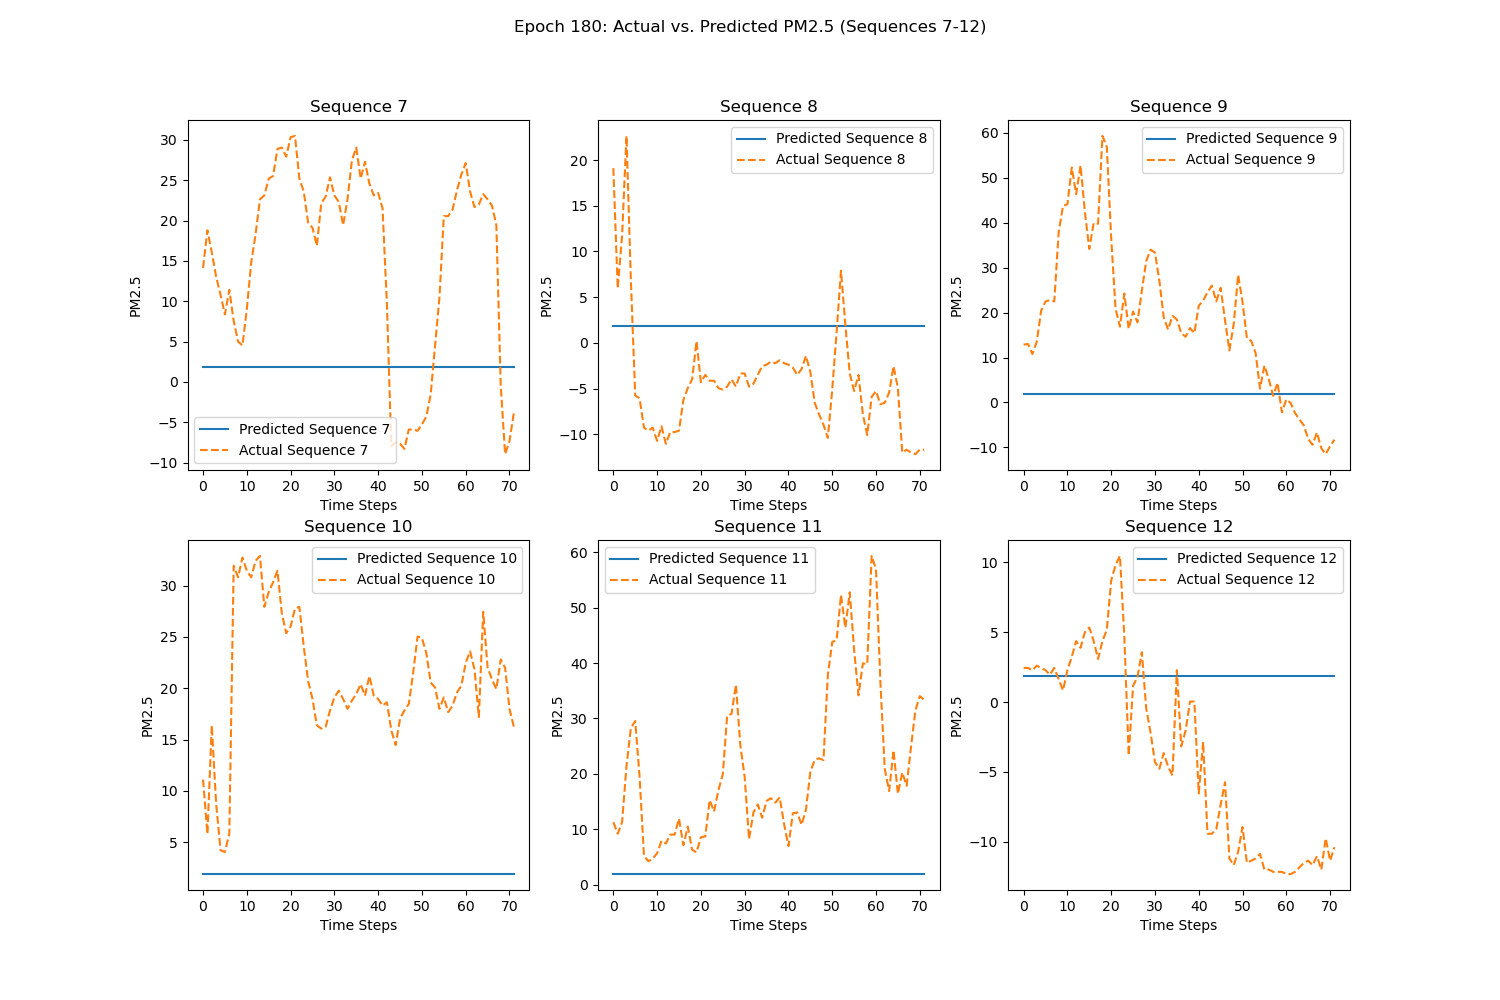 Epoch 180: Actual vs. Predicted PM2.5 (Sequences 7-12)
Sequence 7
PM2.5
30
25
20
15
10
5
0
−5
−10
Predicted Sequence 7
Actual Sequence 7
0 10 20 30 40 50 60 70
Time Steps
Sequence 8
PM2.5
20
15
10
5
0
−5
−10
Predicted Sequence 8
Actual Sequence 8
0 10 20 30 40 50 60 70
Time Steps
Sequence 9
PM2.5
60
50
40
30
20
10
0
−10
Predicted Sequence 9
Actual Sequence 9
0 10 20 30 40 50 60 70
Time Steps
Sequence 10
PM2.5
30
25
20
15
10
5
Predicted Sequence 10
Actual Sequence 10
0 10 20 30 40 50 60 70
Time Steps
Sequence 11
PM2.5
60
50
40
30
20
10
0
Predicted Sequence 11
Actual Sequence 11
0 10 20 30 40 50 60 70
Time Steps
Sequence 12
PM2.5
10
5
0
−5
−10
Predicted Sequence 12
Actual Sequence 12
0 10 20 30 40 50 60 70
Time Steps